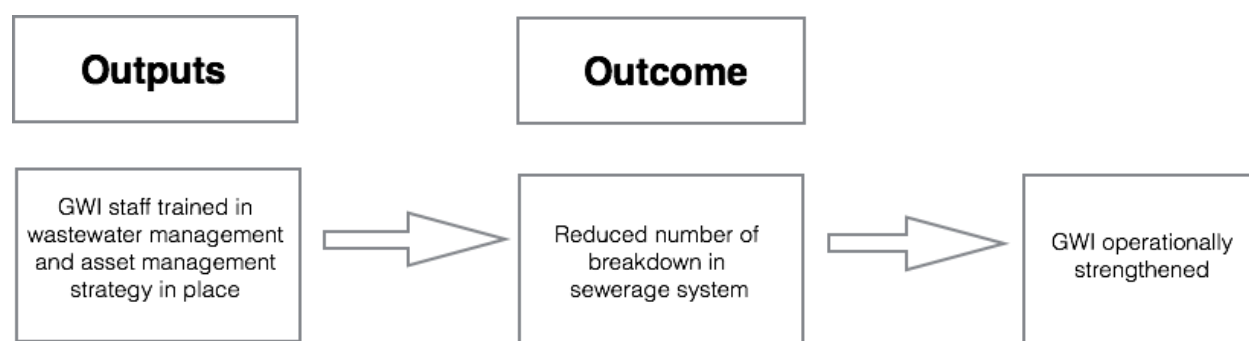 Outputs
Outcome
GWI staff trained in
wastewater management
and asset management
strategy in place
Reduced number of
breakdown in
sewerage system
GWI operationally
strengthened